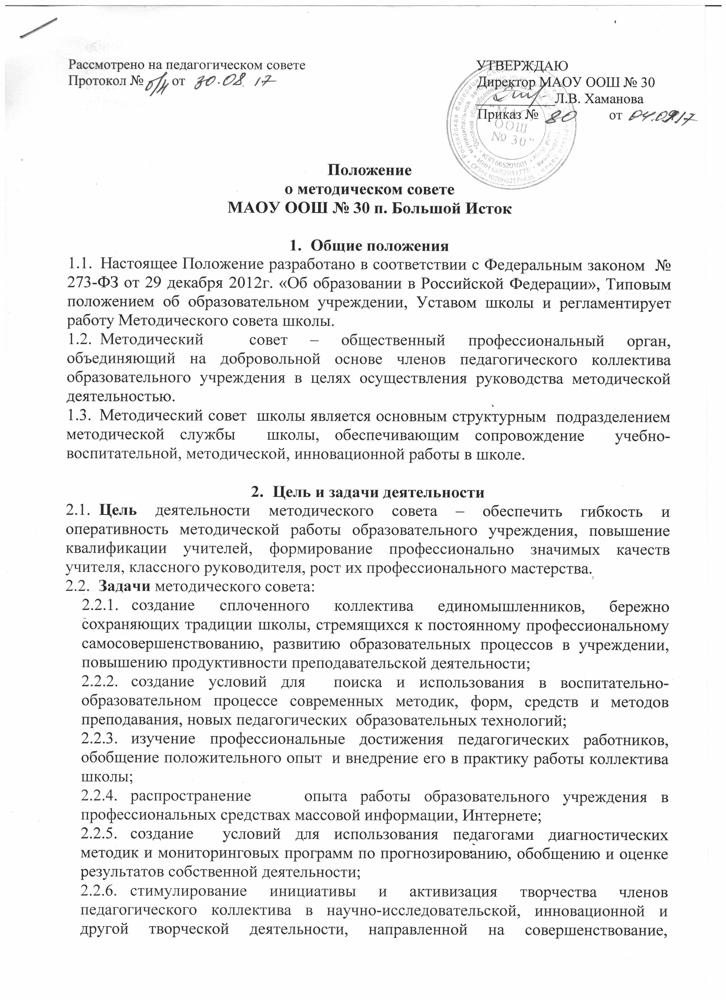 Рассмотрено на педагогическом совете
Протокол № б/н от 30.08.17
УТВЕРЖДАЮ
Директор МАОУ ООШ № 30
Л.В. Хаманова
Приказ № 80 от 04.09.17
"МАОУ
ООШ
№ 30"
* КПП 665201001 *
* ИНН 6652011775 *
* ОГРН 1026602178435
Положение
о методическом совете
МАОУ ООШ № 30 п. Большой Исток
1. Общие положения
1.1. Настоящее Положение разработано в соответствии с Федеральным законом №
273-ФЗ от 29 декабря 2012г. «Об образовании в Российской Федерации», Типовым
положением об образовательном учреждении, Уставом школы и регламентирует
работу Методического совета школы.
1.2. Методический совет – общественный профессиональный орган,
объединяющий на добровольной основе членов педагогического коллектива
образовательного учреждения в целях осуществления руководства методической
деятельностью.
1.3. Методический совет школы является основным структурным подразделением
методической службы школы, обеспечивающим сопровождение учебно-
воспитательной, методической, инновационной работы в школе.
2. Цель и задачи деятельности
2.1. Цель деятельности методического совета – обеспечить гибкость и
оперативность методической работы образовательного учреждения, повышение
квалификации учителей, формирование профессионально значимых качеств
учителя, классного руководителя, рост их профессионального мастерства.
2.2. Задачи методического совета:
2.2.1. создание сплоченного коллектива единомышленников, бережно
сохраняющих традиции школы, стремящихся к постоянному профессиональному
самосовершенствованию, развитию образовательных процессов в учреждении,
повышению продуктивности преподавательской деятельности;
2.2.2. создание условий для поиска и использования в воспитательно-
образовательном процессе современных методик, форм, средств и методов
преподавания, новых педагогических образовательных технологий;
2.2.3. изучение профессиональные достижения педагогических работников,
обобщение положительного опыт и внедрение его в практику работы коллектива
школы;
2.2.4. распространение опыта работы образовательного учреждения в
профессиональных средствах массовой информации, Интернете;
2.2.5. создание условий для использования педагогами диагностических
методик и мониторинговых программ по прогнозированию, обобщению и оценке
результатов собственной деятельности;
2.2.6. стимулирование инициативы и активизация творчества членов
педагогического коллектива в научно-исследовательской, инновационной и
другой творческой деятельности, направленной на совершенствование,